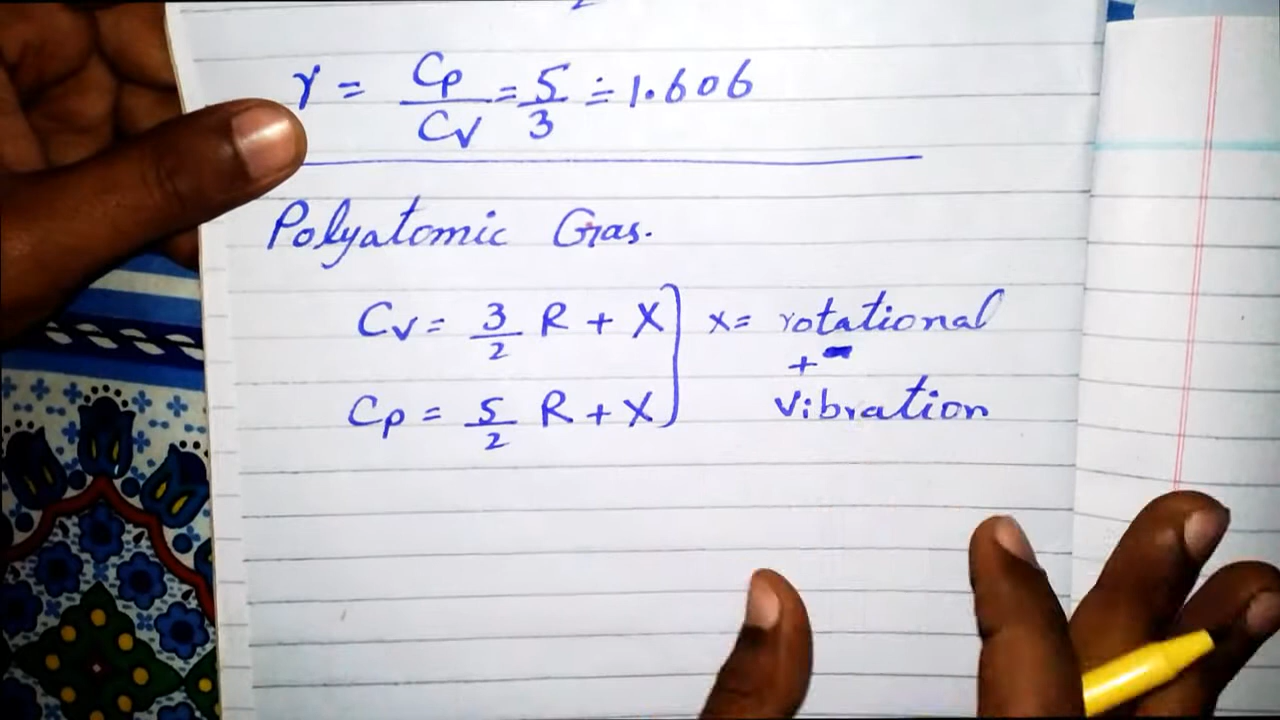 γ = Cp/Cv = 5/3 = 1.606
Polyatomic Gas.
Cv = 3/2 R + X ] x = rotational
+
Cp = 5/2 R + X ] vibration